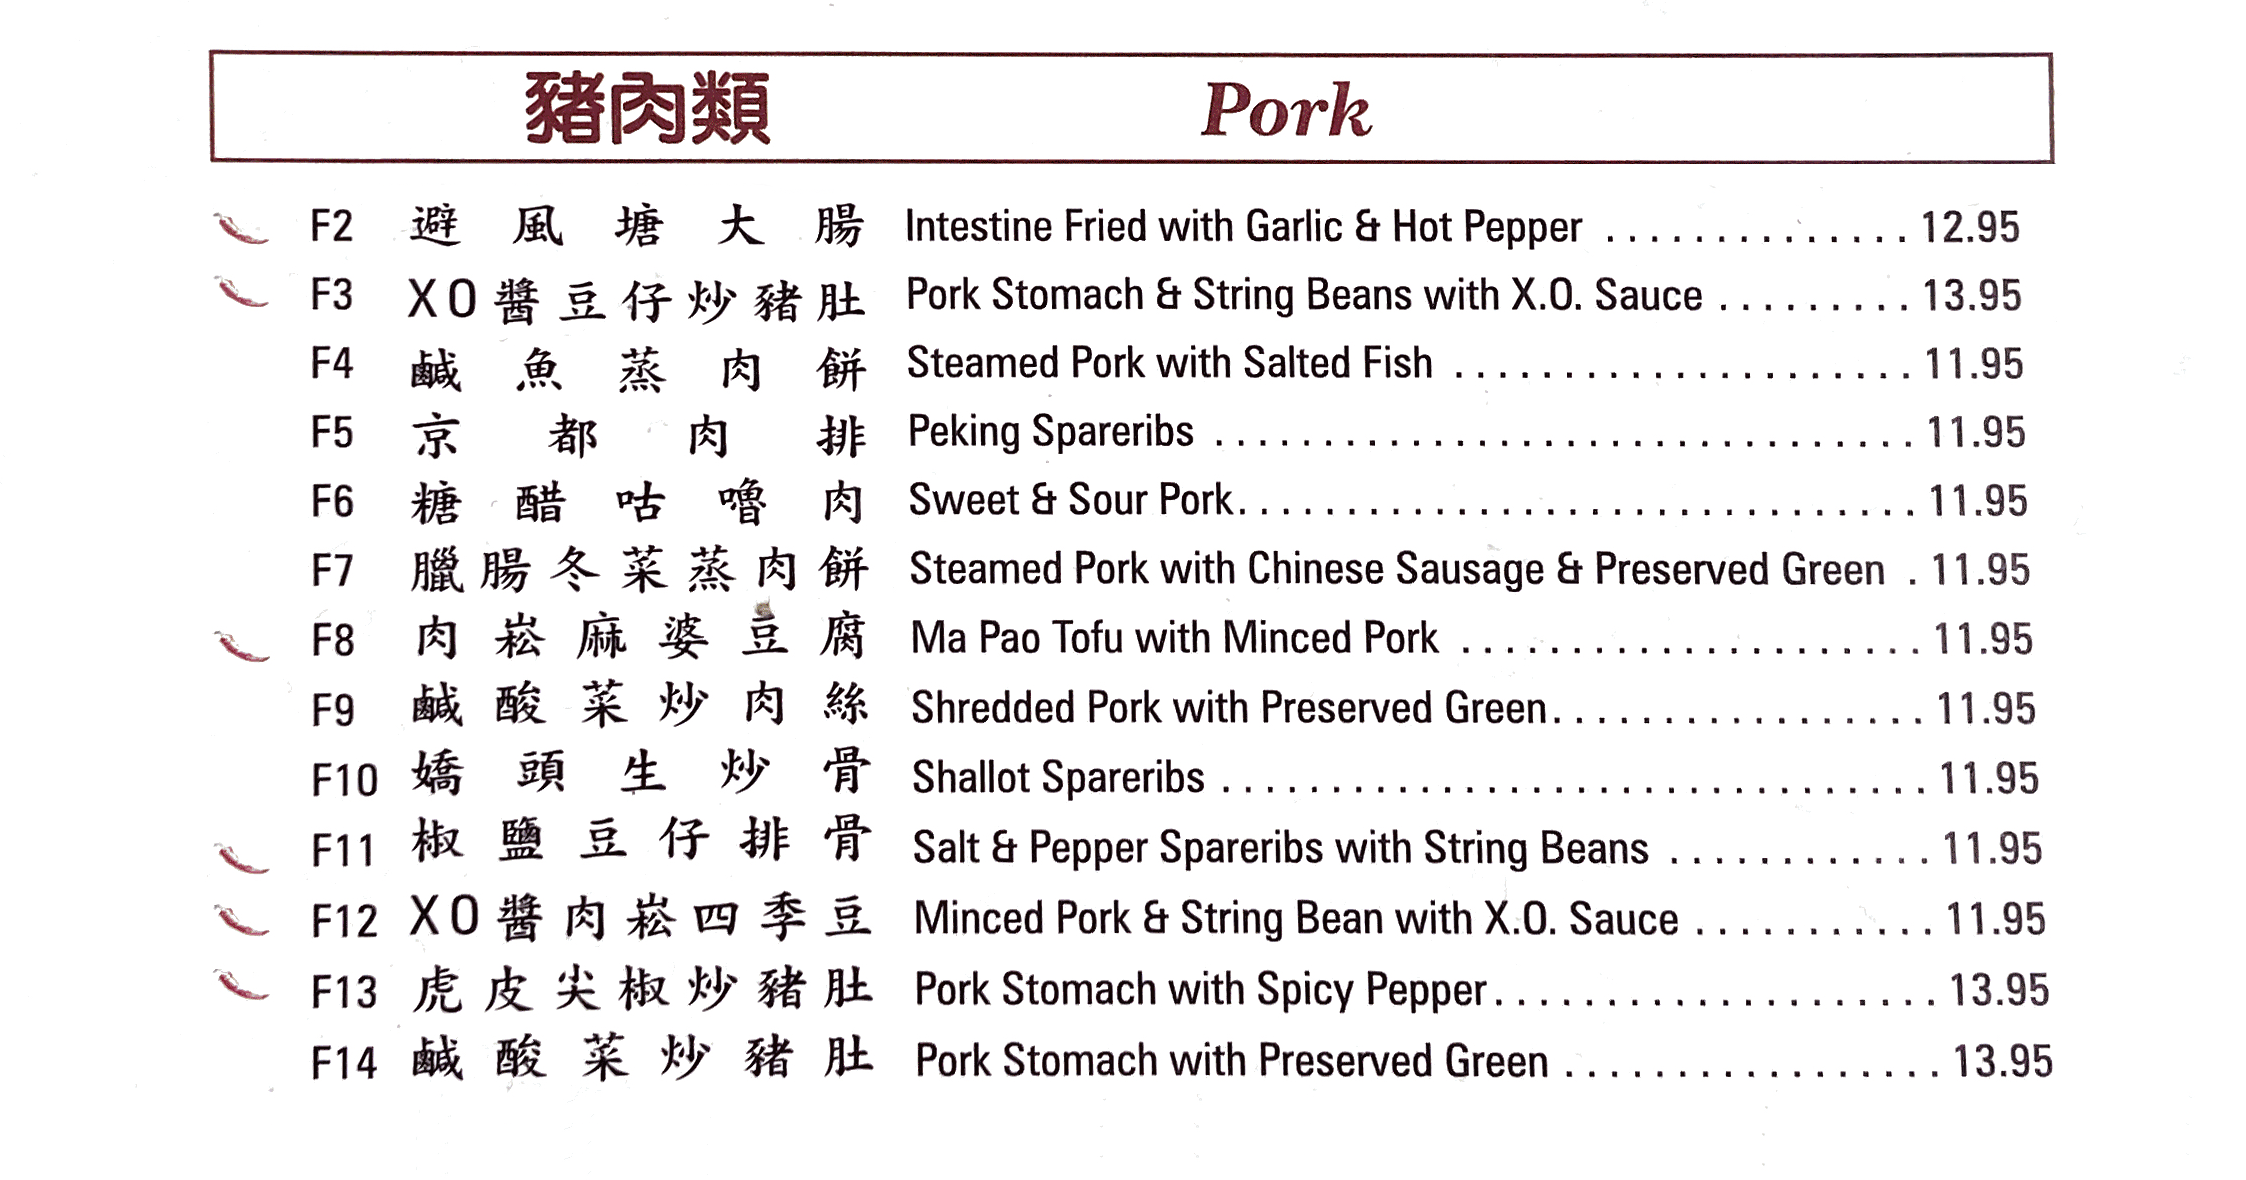 豬肉類 Pork
F2 避風塘大腸 Intestine Fried with Garlic & Hot Pepper .............. 12.95
F3 XO醬豆仔炒豬肚 Pork Stomach & String Beans with X.O. Sauce ......... 13.95
F4 鹹魚蒸肉餅 Steamed Pork with Salted Fish ..................... 11.95
F5 京都肉排 Peking Spareribs ................................ 11.95
F6 糖醋咕嚕肉 Sweet & Sour Pork............................... 11.95
F7 臘腸冬菜蒸肉餅 Steamed Pork with Chinese Sausage & Preserved Green . 11.95
F8 肉崧麻婆豆腐 Ma Pao Tofu with Minced Pork ..................... 11.95
F9 鹹酸菜炒肉絲 Shredded Pork with Preserved Green................. 11.95
F10 嬌頭生炒骨 Shallot Spareribs ................................. 11.95
F11 椒鹽豆仔排骨 Salt & Pepper Spareribs with String Beans ............ 11.95
F12 XO醬肉崧四季豆 Minced Pork & String Bean with X.O. Sauce ........... 11.95
F13 虎皮尖椒炒豬肚 Pork Stomach with Spicy Pepper.................... 13.95
F14 鹹酸菜炒豬肚 Pork Stomach with Preserved Green ................. 13.95